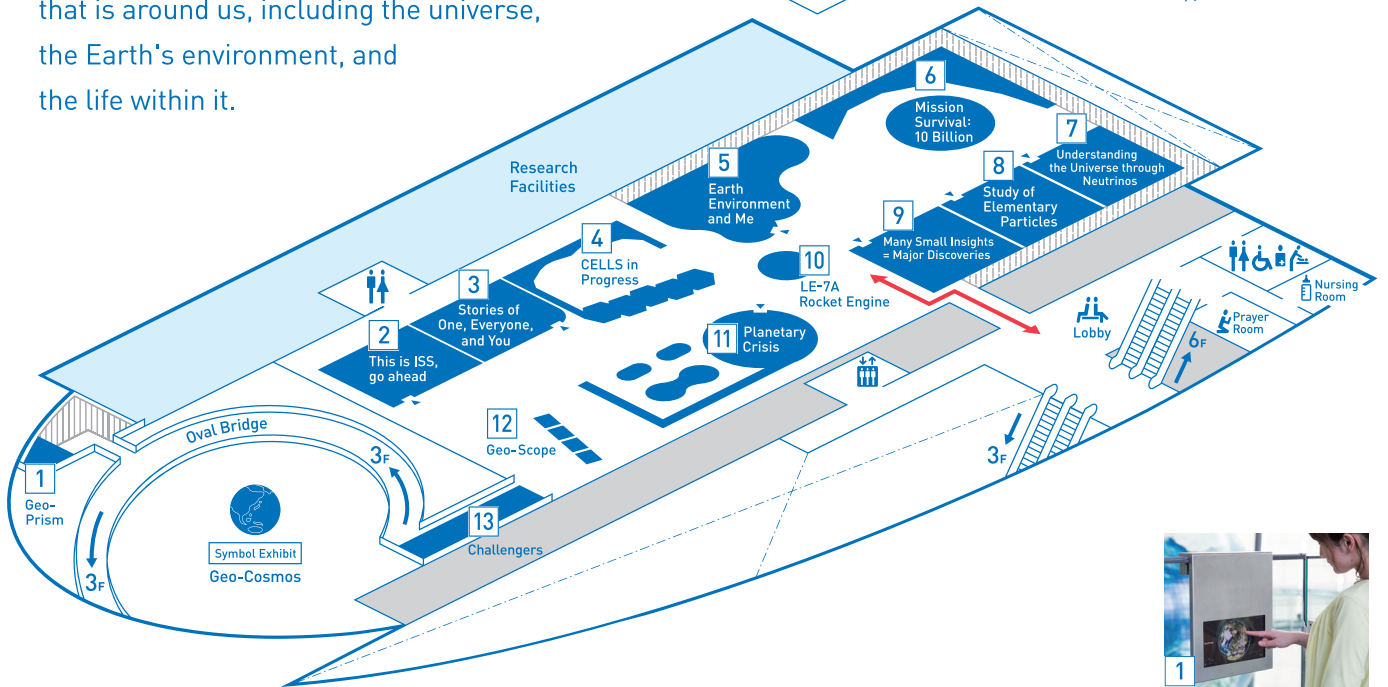 that is around us, including the universe,
the Earth's environment, and
the life within it.
Research
Facilities
6
Mission
Survival:
10 Billion
7
Understanding
the Universe through
Neutrinos
5
Earth
Environment
and Me
8
Study of
Elementary
Particles
9
Many Small Insights
= Major Discoveries
4
CELLS in
Progress
10
LE-7A
Rocket Engine
3
Stories of
One, Everyone,
and You
2
This is ISS,
go ahead
11
Planetary
Crisis
Lobby
Nursing
Room
Prayer
Room
6F
3F
12
Geo-Scope
Oval Bridge
3F
1
Geo-
Prism
3F
Symbol Exhibit
Geo-Cosmos
13
Challengers
1